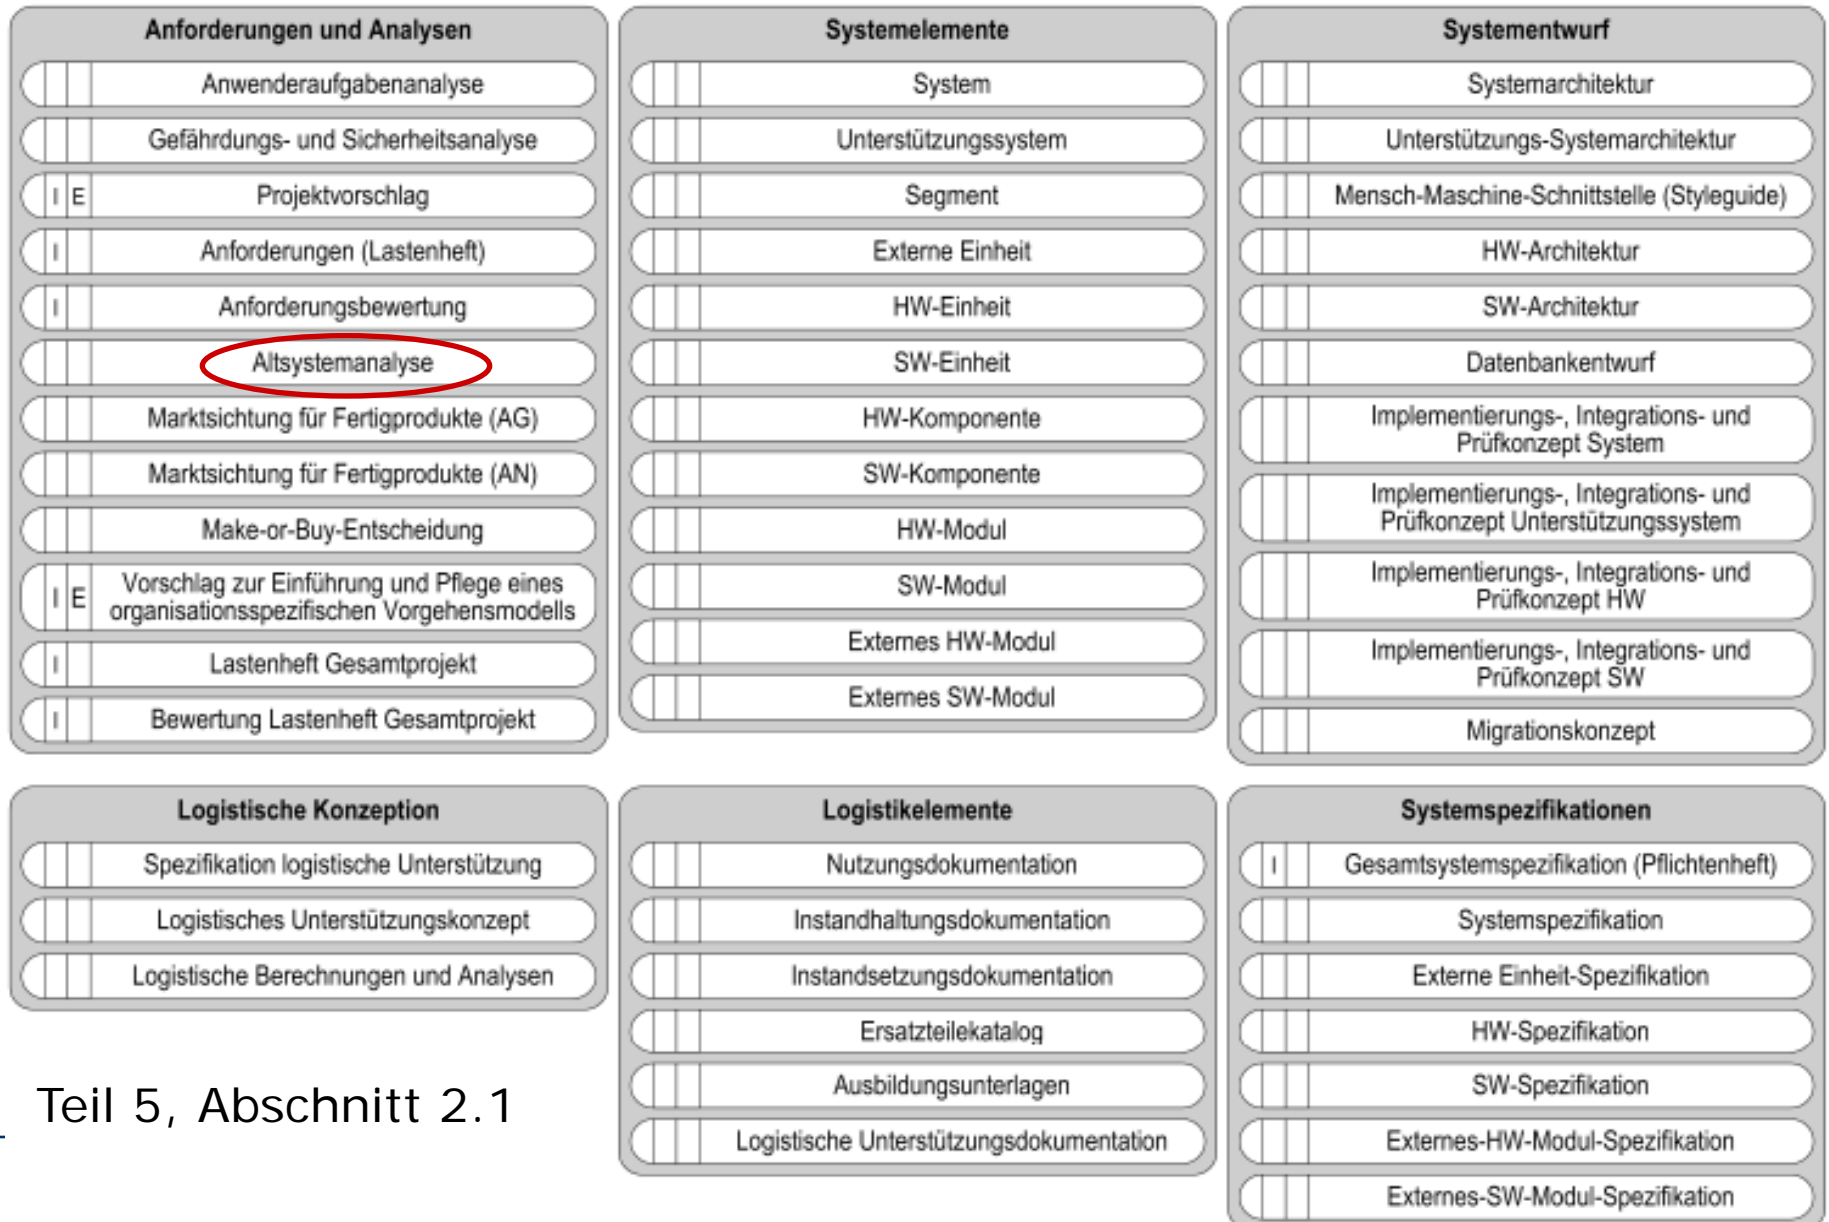 Anforderungen und Analysen
Anwenderaufgabenanalyse
Gefährdungs- und Sicherheitsanalyse
I E Projektvorschlag
I Anforderungen (Lastenheft)
I Anforderungsbewertung
Altsystemanalyse
Marktsichtung für Fertigprodukte (AG)
Marktsichtung für Fertigprodukte (AN)
Make-or-Buy-Entscheidung
I E Vorschlag zur Einführung und Pflege eines
organisationsspezifischen Vorgehensmodells
I Lastenheft Gesamtprojekt
I Bewertung Lastenheft Gesamtprojekt
Systemelemente
System
Unterstützungssystem
Segment
Externe Einheit
HW-Einheit
SW-Einheit
HW-Komponente
SW-Komponente
HW-Modul
SW-Modul
Externes HW-Modul
Externes SW-Modul
Systementwurf
Systemarchitektur
Unterstützungs-Systemarchitektur
Mensch-Maschine-Schnittstelle (Styleguide)
HW-Architektur
SW-Architektur
Datenbankentwurf
Implementierungs-, Integrations- und
Prüfkonzept System
Implementierungs-, Integrations- und
Prüfkonzept Unterstützungssystem
Implementierungs-, Integrations- und
Prüfkonzept HW
Implementierungs-, Integrations- und
Prüfkonzept SW
Migrationskonzept
Logistische Konzeption
Spezifikation logistische Unterstützung
Logistisches Unterstützungskonzept
Logistische Berechnungen und Analysen
Logistikelemente
Nutzungsdokumentation
Instandhaltungsdokumentation
Instandsetzungsdokumentation
Ersatzteilekatalog
Ausbildungsunterlagen
Logistische Unterstützungsdokumentation
Systemspezifikationen
I Gesamtsystemspezifikation (Pflichtenheft)
Systemspezifikation
Externe Einheit-Spezifikation
HW-Spezifikation
SW-Spezifikation
Externes-HW-Modul-Spezifikation
Externes-SW-Modul-Spezifikation
Teil 5, Abschnitt 2.1